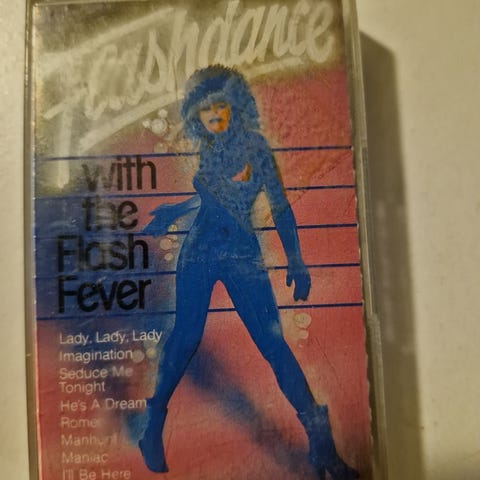 Flashdance
with
the
Flash
Fever
Lady, Lady, Lady
Imagination
Seduce Me
Tonight
He's A Dream
Romeo
Manhunt
Maniac
I'll Be Here